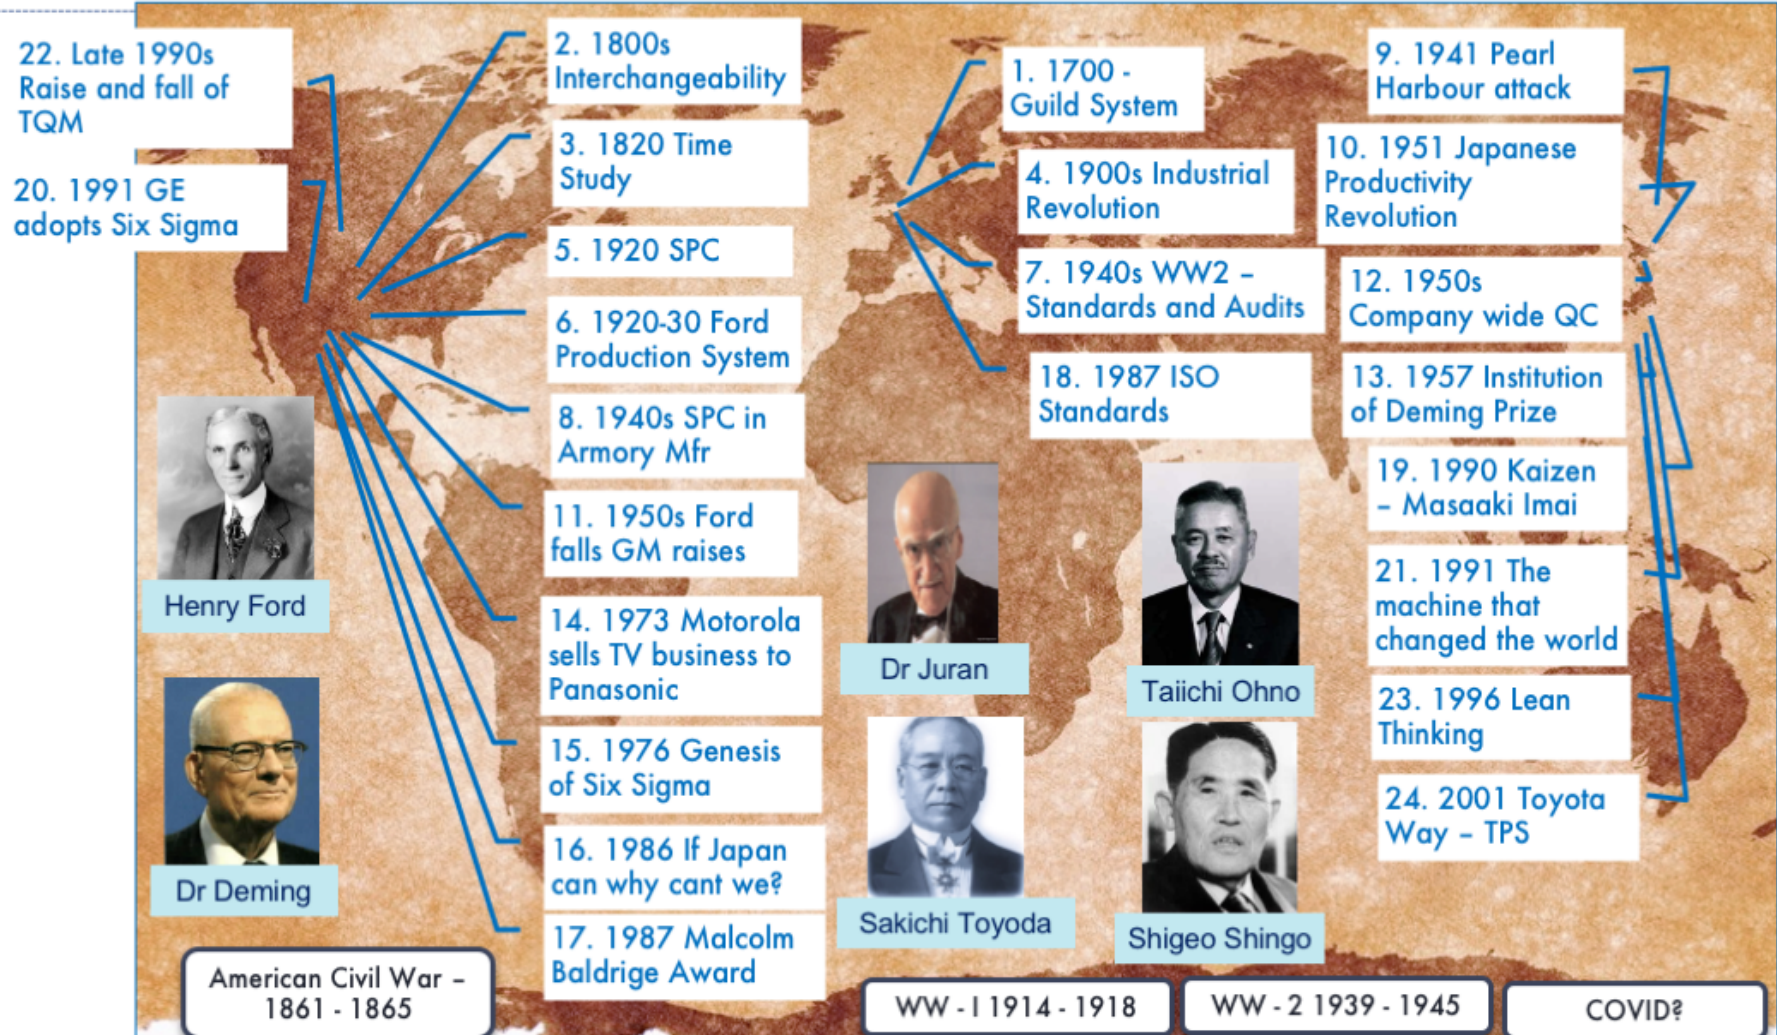 22. Late 1990s
Raise and fall of
TQM
20. 1991 GE
adopts Six Sigma
2. 1800s
Interchangeability
3. 1820 Time
Study
5. 1920 SPC
6. 1920-30 Ford
Production System
8. 1940s SPC in
Armory Mfr
11. 1950s Ford
falls GM raises
14. 1973 Motorola
sells TV business to
Panasonic
15. 1976 Genesis
of Six Sigma
16. 1986 If Japan
can why cant we?
17. 1987 Malcolm
Baldrige Award
1. 1700 -
Guild System
4. 1900s Industrial
Revolution
7. 1940s WW2 –
Standards and Audits
18. 1987 ISO
Standards
9. 1941 Pearl
Harbour attack
10. 1951 Japanese
Productivity
Revolution
12. 1950s
Company wide QC
13. 1957 Institution
of Deming Prize
19. 1990 Kaizen
– Masaaki Imai
21. 1991 The
machine that
changed the world
23. 1996 Lean
Thinking
24. 2001 Toyota
Way – TPS
Henry Ford
Dr Deming
Dr Juran
Taiichi Ohno
Sakichi Toyoda
Shigeo Shingo
American Civil War –
1861 - 1865
WW - I 1914 - 1918
WW - 2 1939 - 1945
COVID?